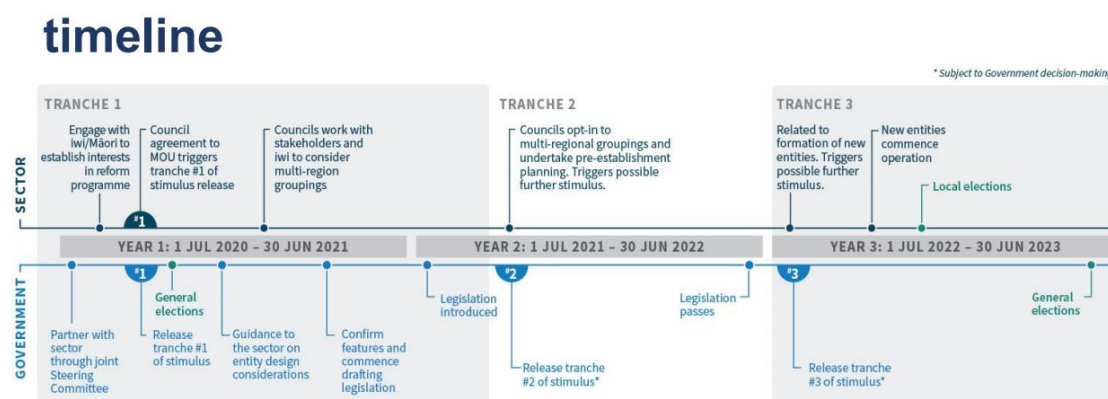 timeline
* Subject to Government decision-making
TRANCHE 1
TRANCHE 2
TRANCHE 3
SECTOR
Engage with
iwi/Māori to
establish interests
in reform
programme
Council
agreement to
MOU triggers
tranche #1 of
stimulus release
Councils work with
stakeholders and
iwi to consider
multi-region
groupings
Councils opt-in to
multi-regional groupings and
undertake pre-establishment
planning. Triggers possible
further stimulus.
Related to
formation of new
entities. Triggers
possible further
stimulus.
New entities
commence
operation
Local elections
#1
YEAR 1: 1 JUL 2020 – 30 JUN 2021
YEAR 2: 1 JUL 2021 – 30 JUN 2022
YEAR 3: 1 JUL 2022 – 30 JUN 2023
GOVERNMENT
#1
#2
#3
Partner with
sector
through joint
Steering
Committee
Release
tranche #1
of stimulus
General
elections
Guidance to
the sector on
entity design
considerations
Confirm
features and
commence
drafting
legislation
Legislation
introduced
Release tranche
#2 of stimulus*
Legislation
passes
Release tranche
#3 of stimulus*
General
elections